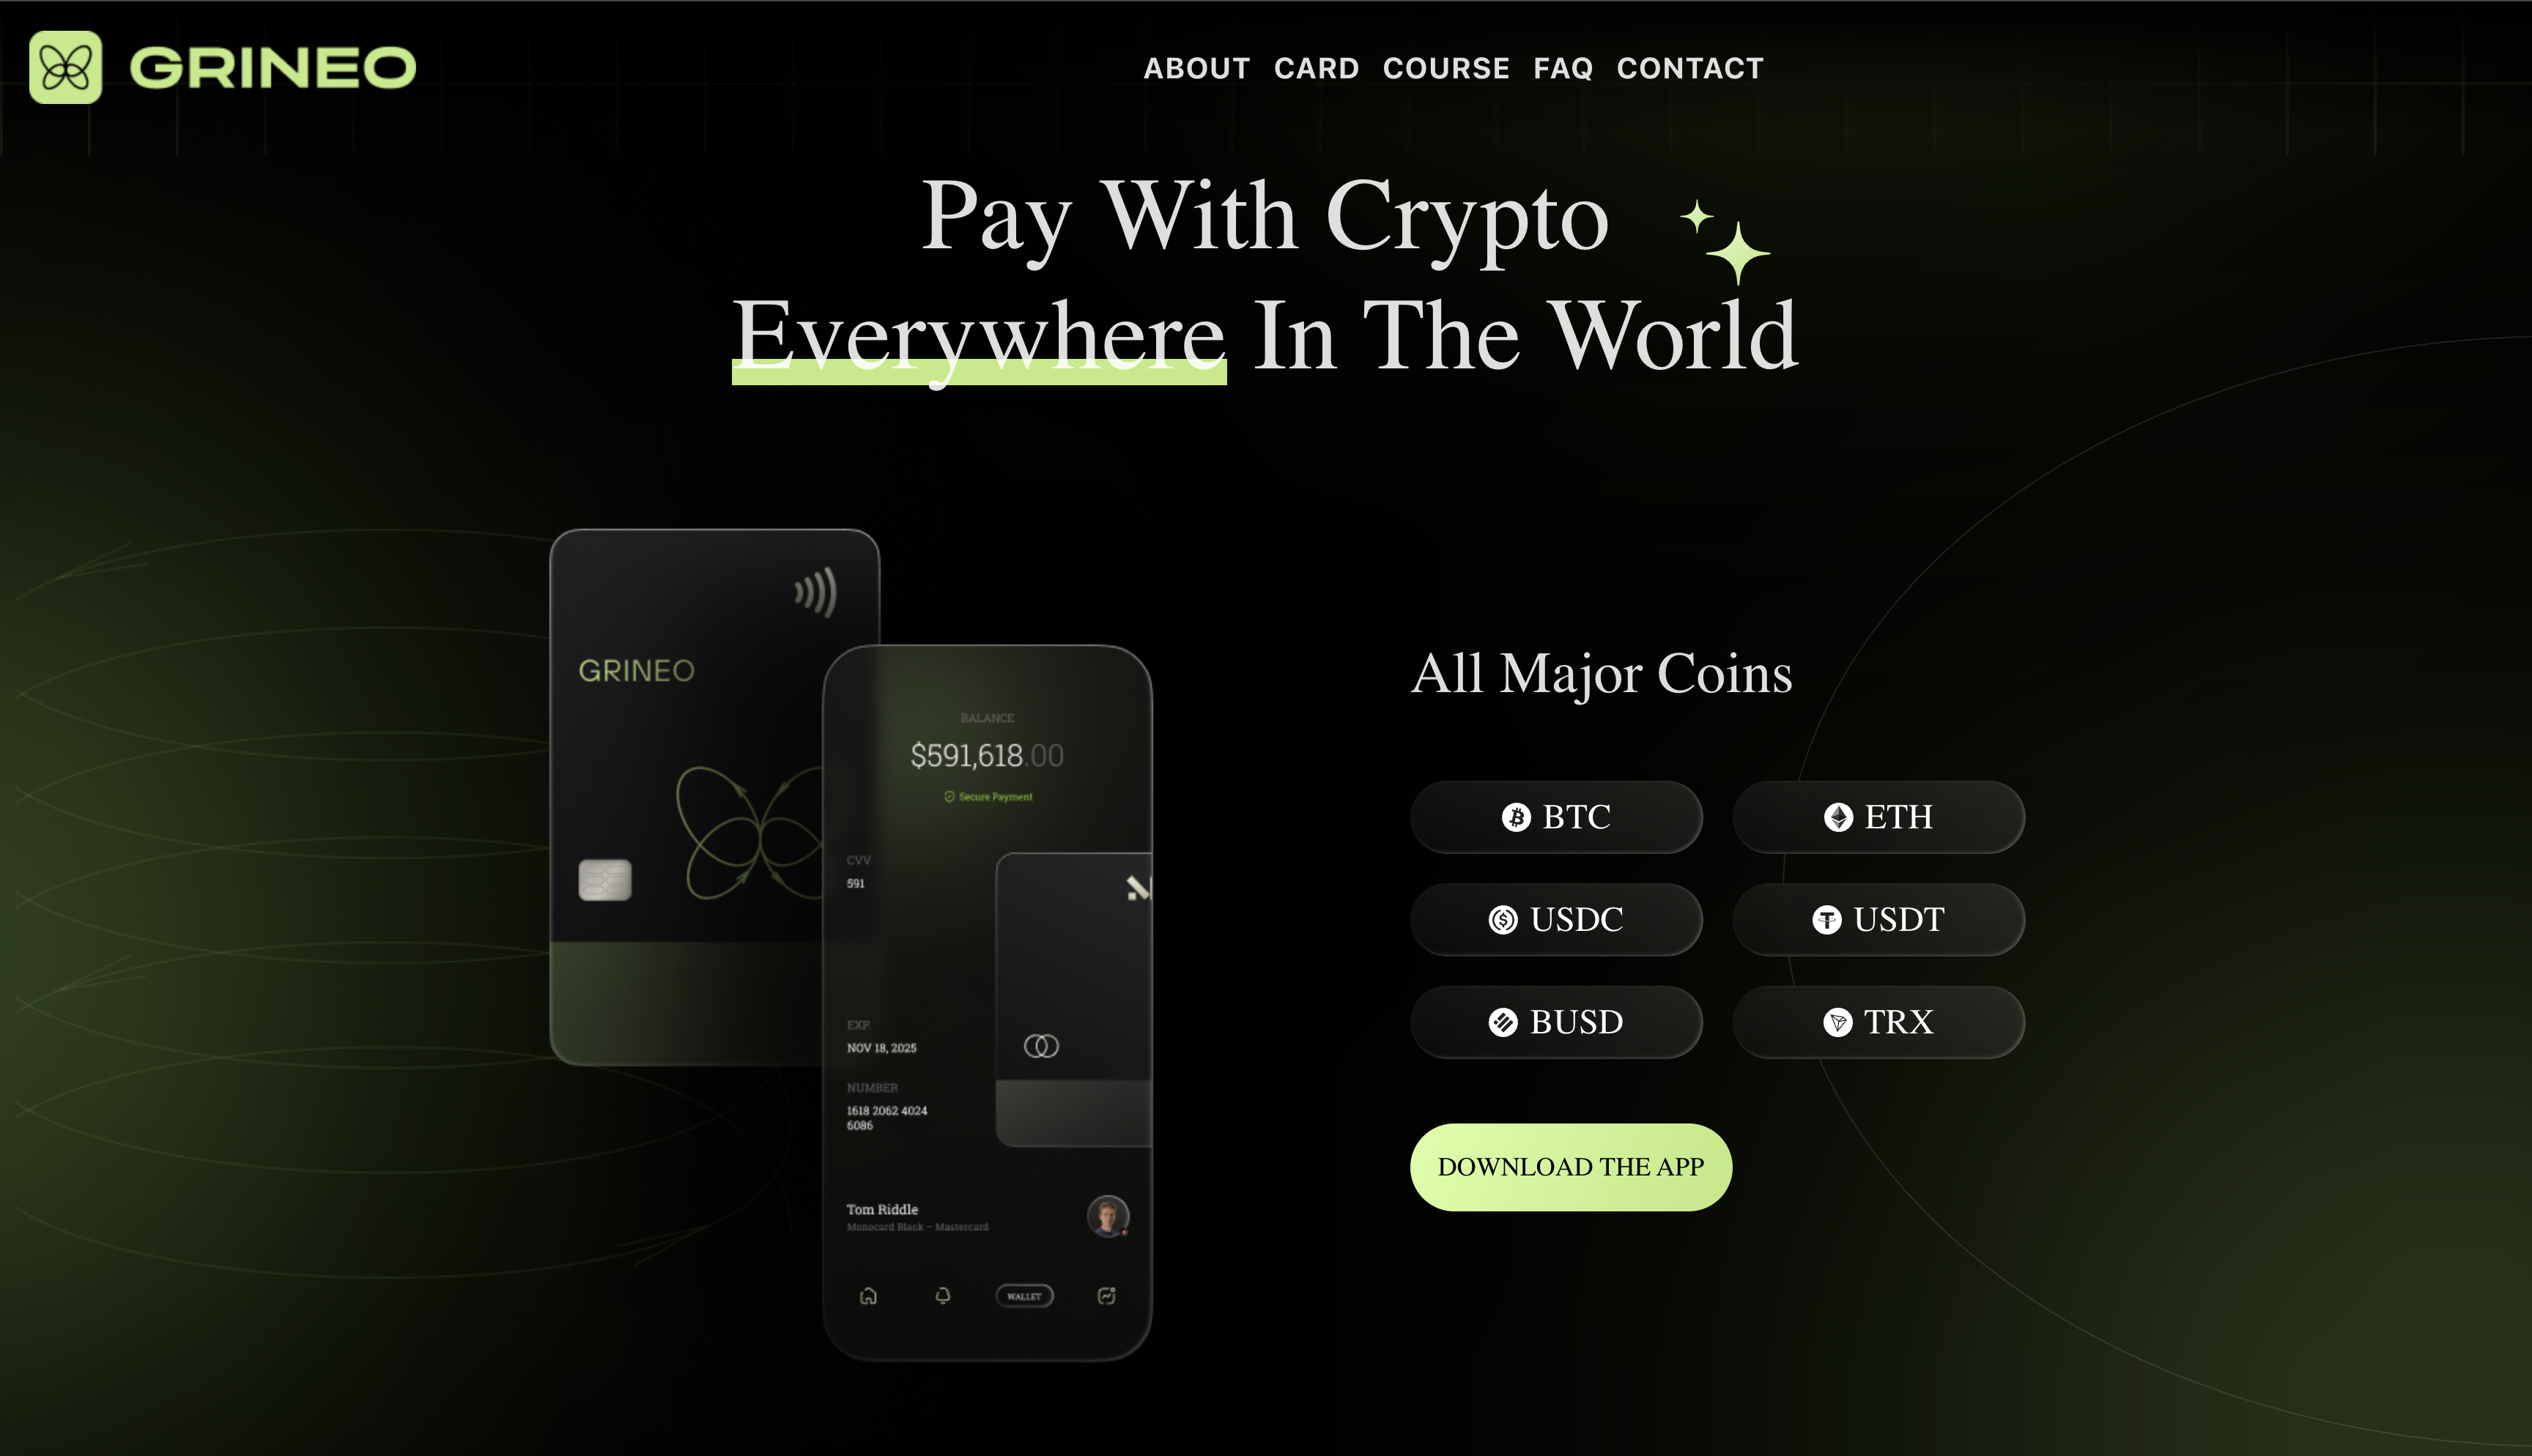 GRINEO
ABOUT CARD COURSE FAQ CONTACT
Pay With Crypto
Everywhere In The World
GRINEO
BALANCE
$591,618.00
Secure Payment
CVV
591
EXP.
NOV 18, 2025
NUMBER
1618 2062 4024
6086
Tom Riddle
Monocard Black – Mastercard
WALLET
All Major Coins
BTC
ETH
USDC
USDT
BUSD
TRX
DOWNLOAD THE APP